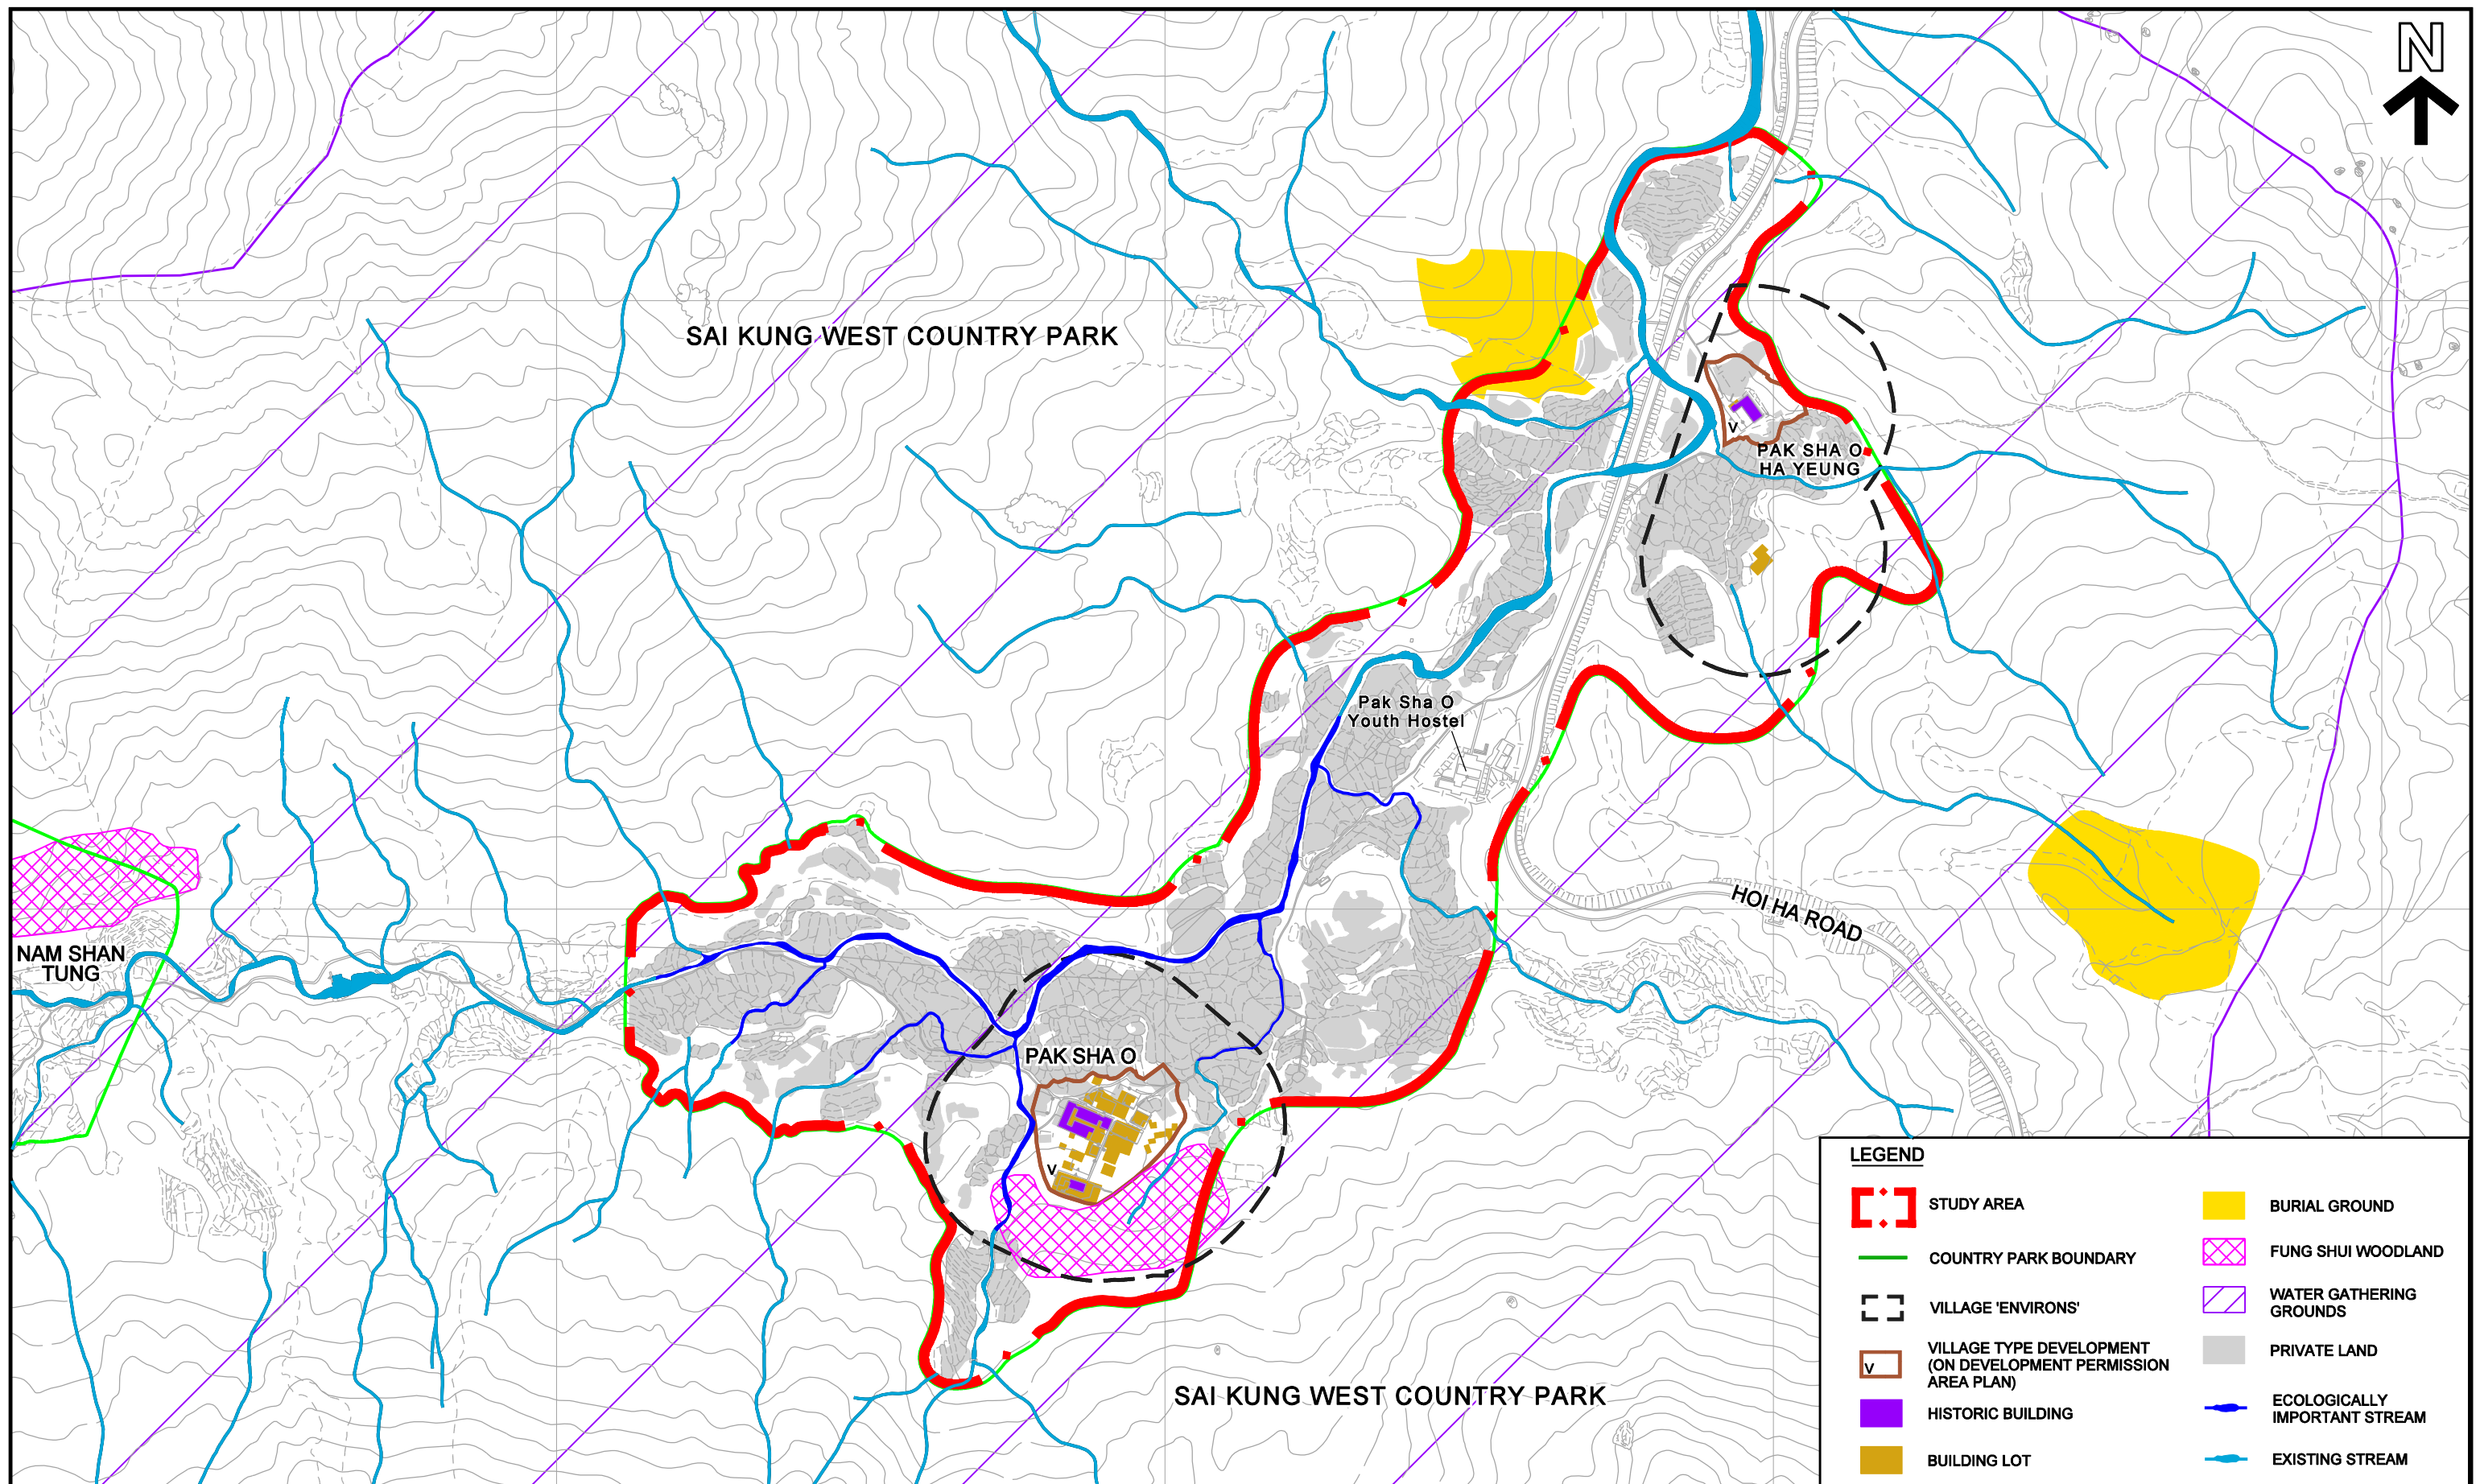 N
SAI KUNG WEST COUNTRY PARK
V
PAK SHA O
HA YEUNG
Pak Sha O
Youth Hostel
HOI HA ROAD
NAM SHAN
TUNG
PAK SHA O
V
SAI KUNG WEST COUNTRY PARK
LEGEND
STUDY AREA
COUNTRY PARK BOUNDARY
VILLAGE 'ENVIRONS'
V
VILLAGE TYPE DEVELOPMENT
(ON DEVELOPMENT PERMISSION
AREA PLAN)
HISTORIC BUILDING
BUILDING LOT
BURIAL GROUND
FUNG SHUI WOODLAND
WATER GATHERING
GROUNDS
PRIVATE LAND
ECOLOGICALLY
IMPORTANT STREAM
EXISTING STREAM